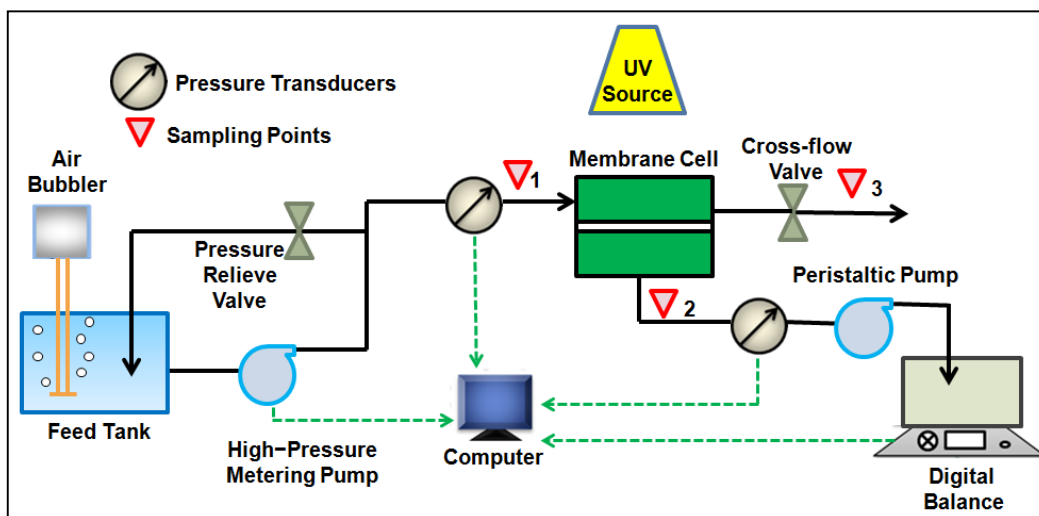 UV
Source
Pressure Transducers
Sampling Points
Air
Bubbler
Membrane Cell
Cross-flow
Valve
1
3
Pressure
Relieve
Valve
Peristaltic Pump
2
Feed Tank
High-Pressure
Metering Pump
Computer
Digital
Balance